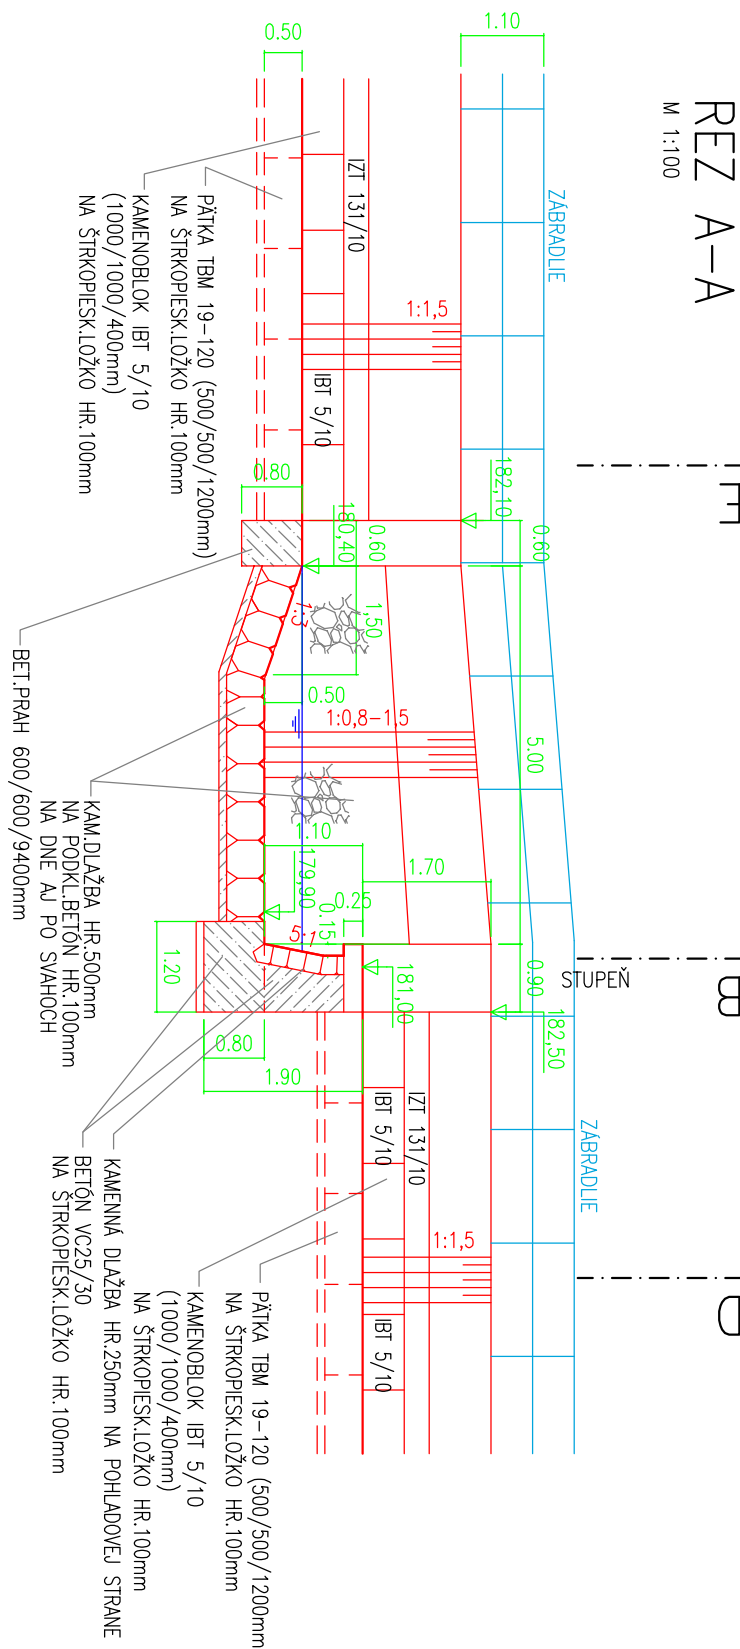 REZ A-A
M 1:100
E
B
D
ZÁBRADLIE
STUPEŇ
ZÁBRADLIE
1.10
0.50
182,10
0.60
5.00
0.90
182,50
1:1,5
IZT 131/10
IBT 5/10
180,40
0.60
1,50
1:3
0.50
1:0,8-1,5
1.10
179,90
0.15
0.25
1.70
5:1
181,00
IZT 131/10
IBT 5/10
1:1,5
IBT 5/10
0.80
1.20
0.80
1.90
PÄTKA TBM 19-120 (500/500/1200mm)
NA ŠTRKOPIESK.LOŽKO HR.100mm
KAMENOBLOK IBT 5/10
(1000/1000/400mm)
NA ŠTRKOPIESK.LOŽKO HR.100mm
BET.PRAH 600/600/9400mm
KAM.DLAŽBA HR.500mm
NA PODKL.BETÓN HR.100mm
NA DNE AJ PO SVAHOCH
PÄTKA TBM 19-120 (500/500/1200mm)
NA ŠTRKOPIESK.LOŽKO HR.100mm
KAMENOBLOK IBT 5/10
(1000/1000/400mm)
NA ŠTRKOPIESK.LOŽKO HR.100mm
KAMENNÁ DLAŽBA HR.250mm NA POHLADOVEJ STRANE
BETÓN VC25/30
NA ŠTRKOPIESK.LÔŽKO HR.100mm